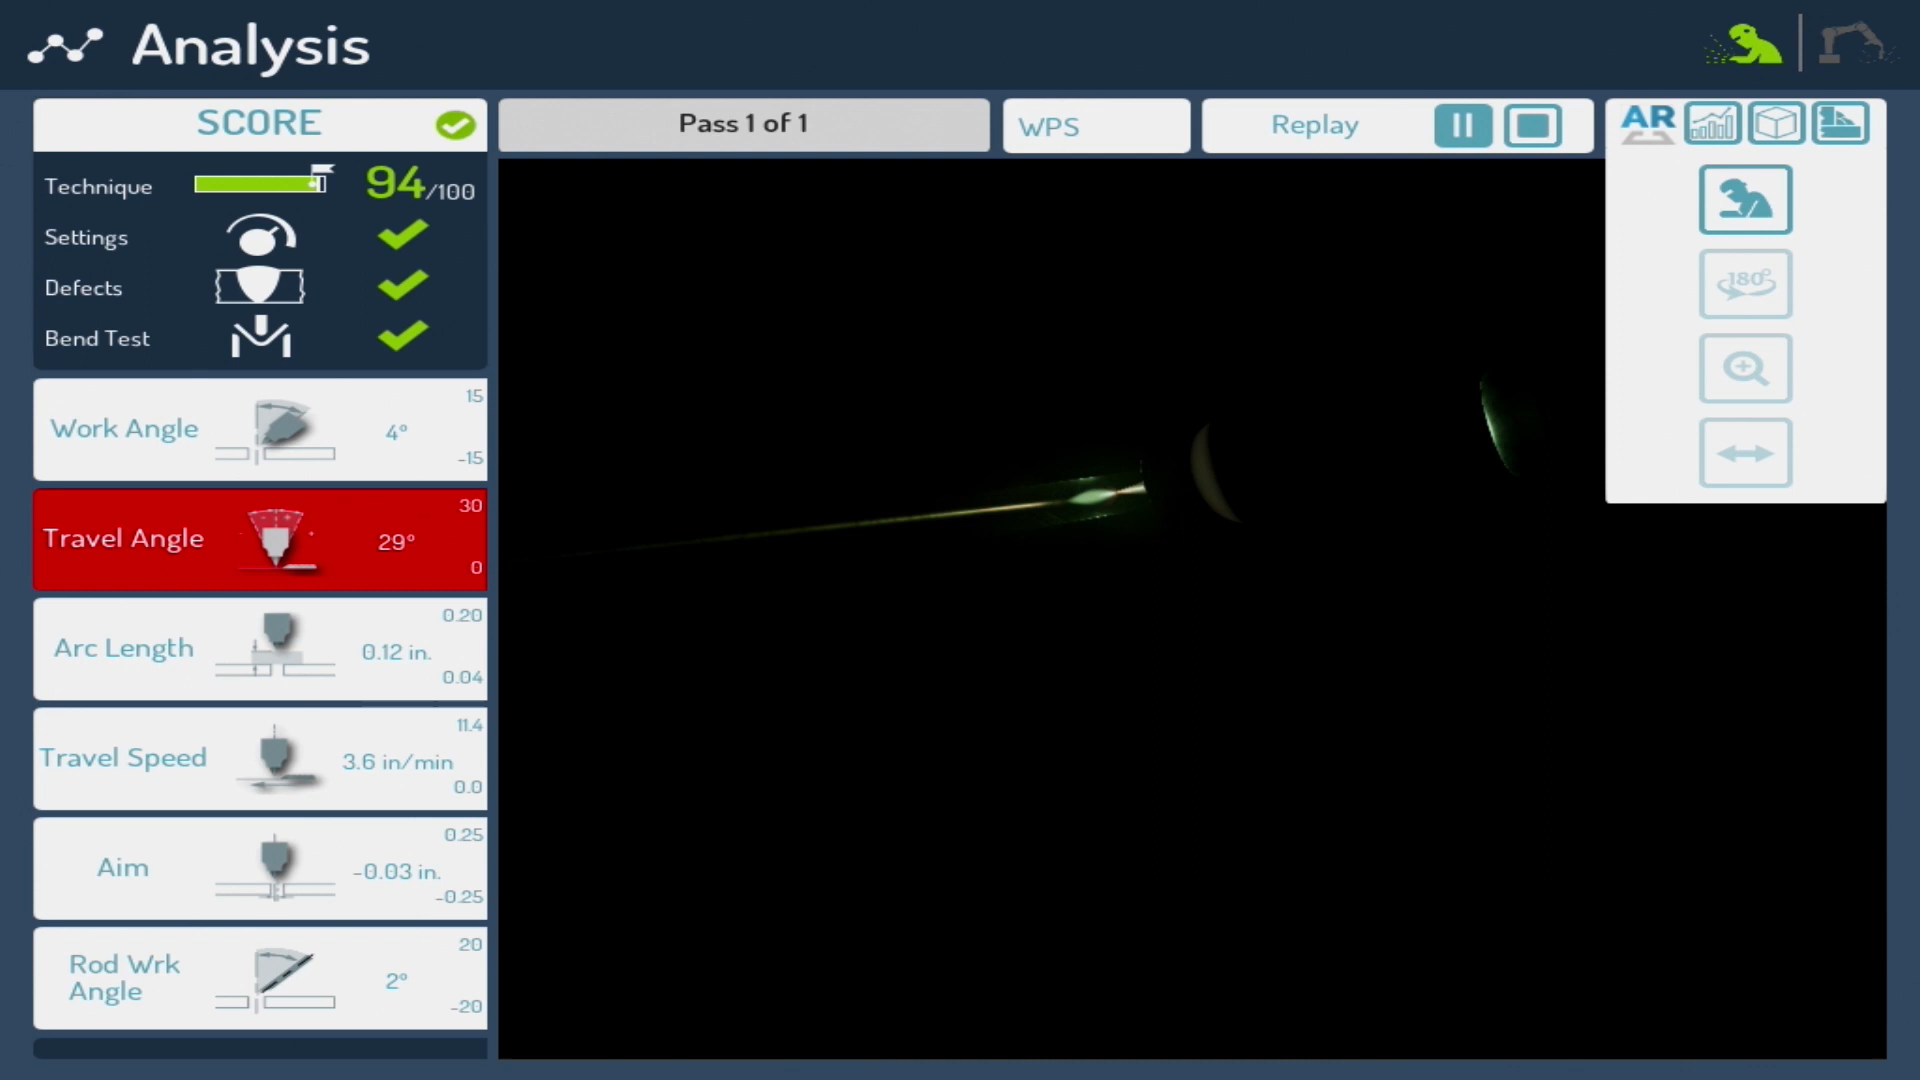 Analysis
SCORE
Technique 94/100
Settings
Defects
Bend Test
Work Angle 4° 15 -15
Travel Angle 29° 30 0
Arc Length 0.12 in. 0.20 0.04
Travel Speed 3.6 in/min 11.4 0.0
Aim -0.03 in. 0.25 -0.25
Rod Wrk
Angle 2° 20 -20
Pass 1 of 1
WPS
Replay
AR
180°